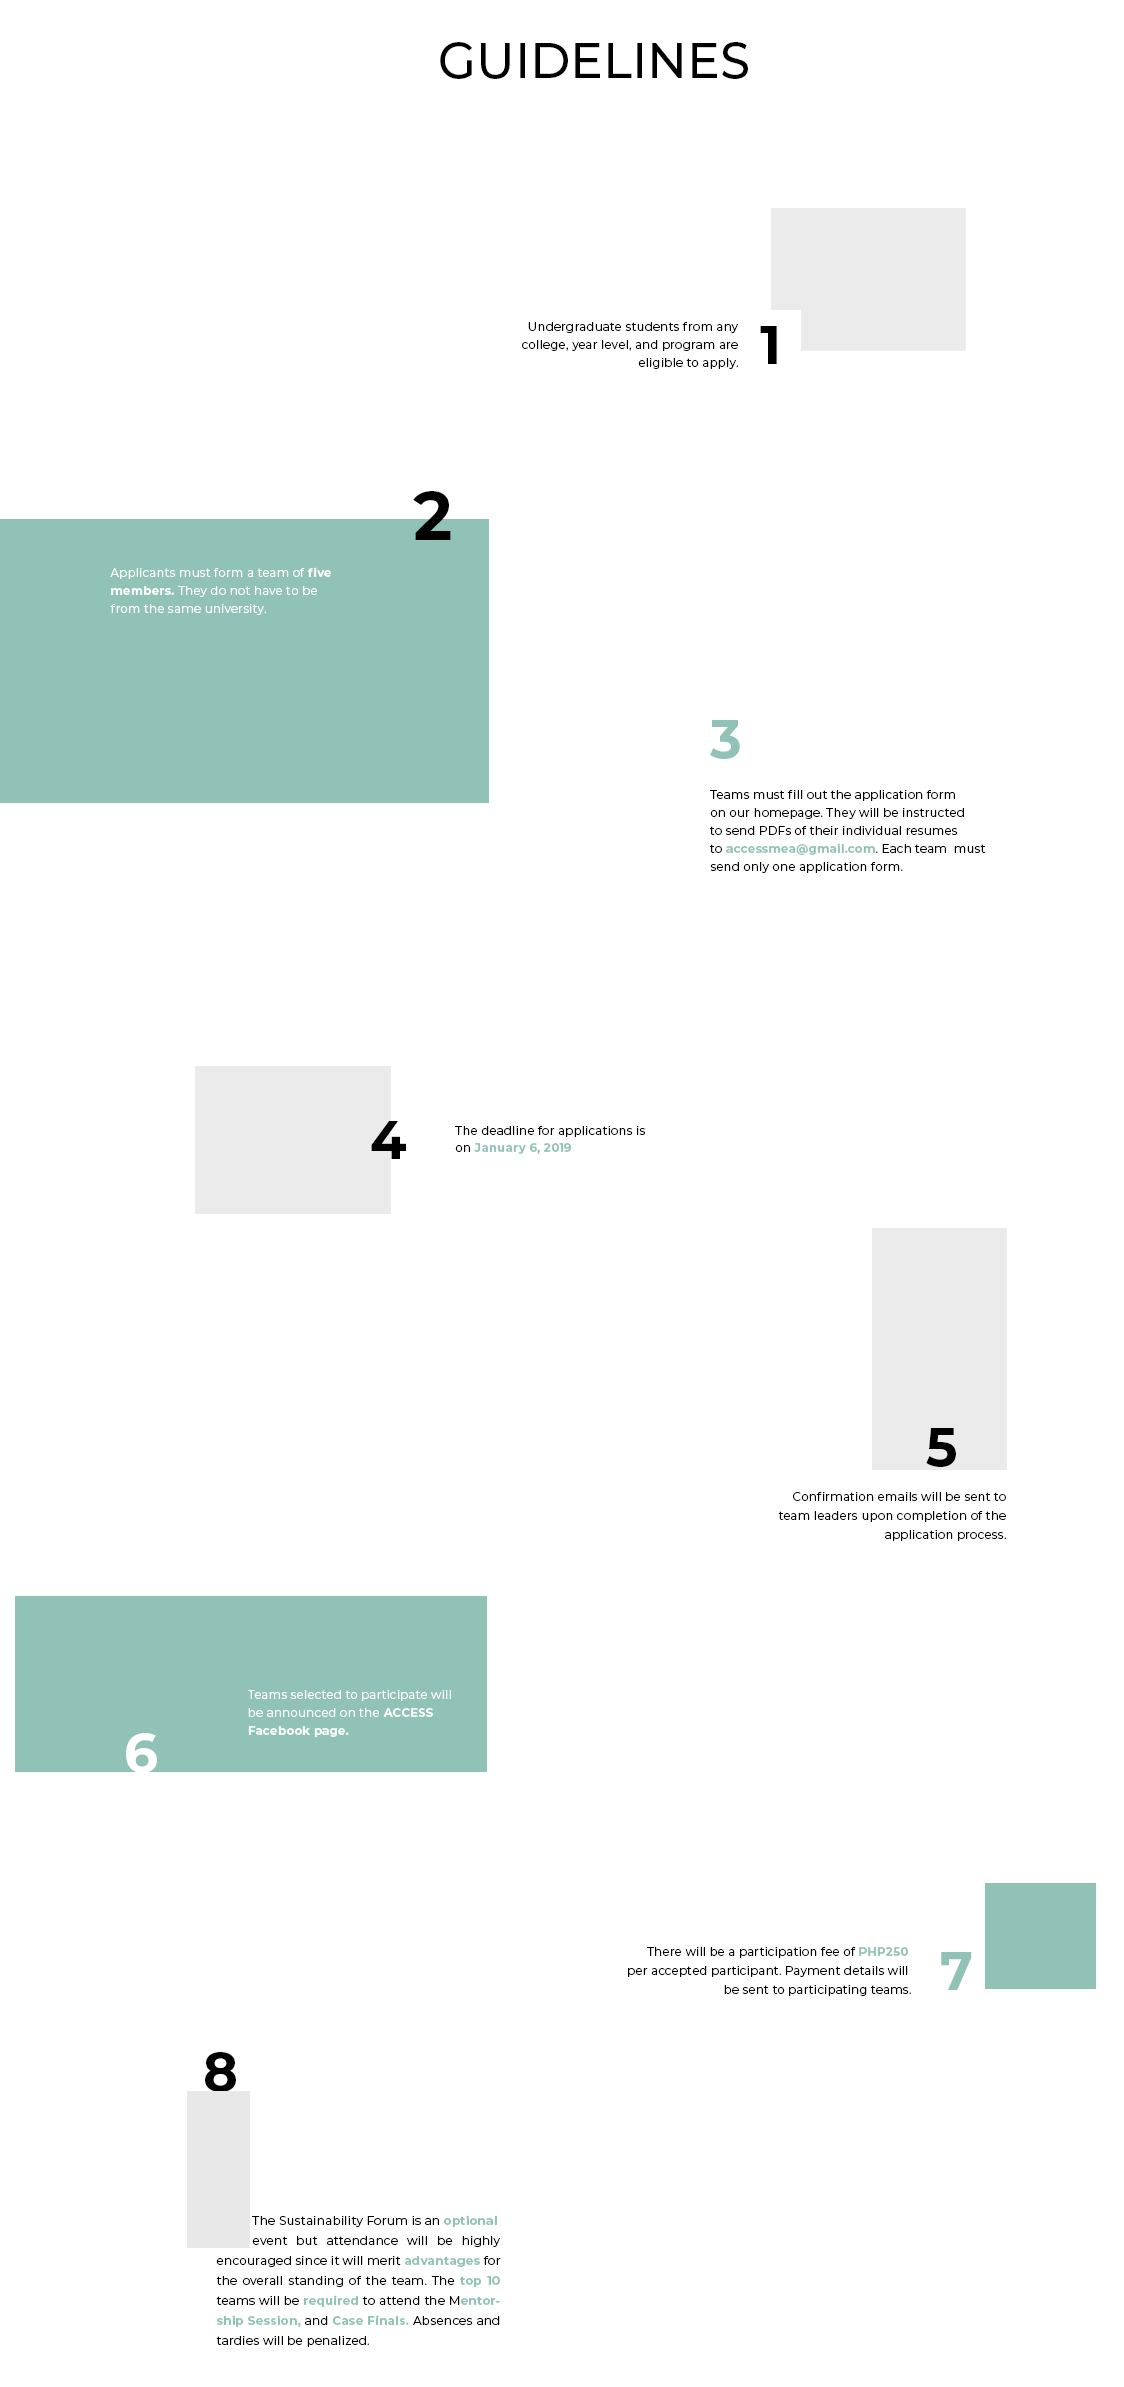 GUIDELINES
1
Undergraduate students from any
college, year level, and program are
eligible to apply.
2
Applicants must form a team of five
members. They do not have to be
from the same university.
3
Teams must fill out the application form
on our homepage. They will be instructed
to send PDFs of their individual resumes
to accessmea@gmail.com. Each team must
send only one application form.
4
The deadline for applications is
on January 6, 2019
5
Confirmation emails will be sent to
team leaders upon completion of the
application process.
6
Teams selected to participate will
be announced on the ACCESS
Facebook page.
7
There will be a participation fee of PHP250
per accepted participant. Payment details will
be sent to participating teams.
8
The Sustainability Forum is an optional
event but attendance will be highly
encouraged since it will merit advantages for
the overall standing of the team. The top 10
teams will be required to attend the Mentor-
ship Session, and Case Finals. Absences and
tardies will be penalized.